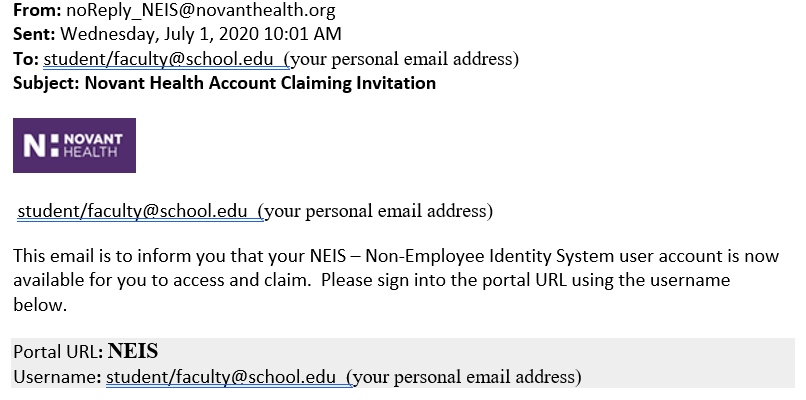 From: noReply_NEIS@novanthealth.org
Sent: Wednesday, July 1, 2020 10:01 AM
To: student/faculty@school.edu (your personal email address)
Subject: Novant Health Account Claiming Invitation
N NOVANT
HEALTH
student/faculty@school.edu (your personal email address)
This email is to inform you that your NEIS – Non-Employee Identity System user account is now
available for you to access and claim. Please sign into the portal URL using the username
below.
Portal URL: NEIS
Username: student/faculty@school.edu (your personal email address)